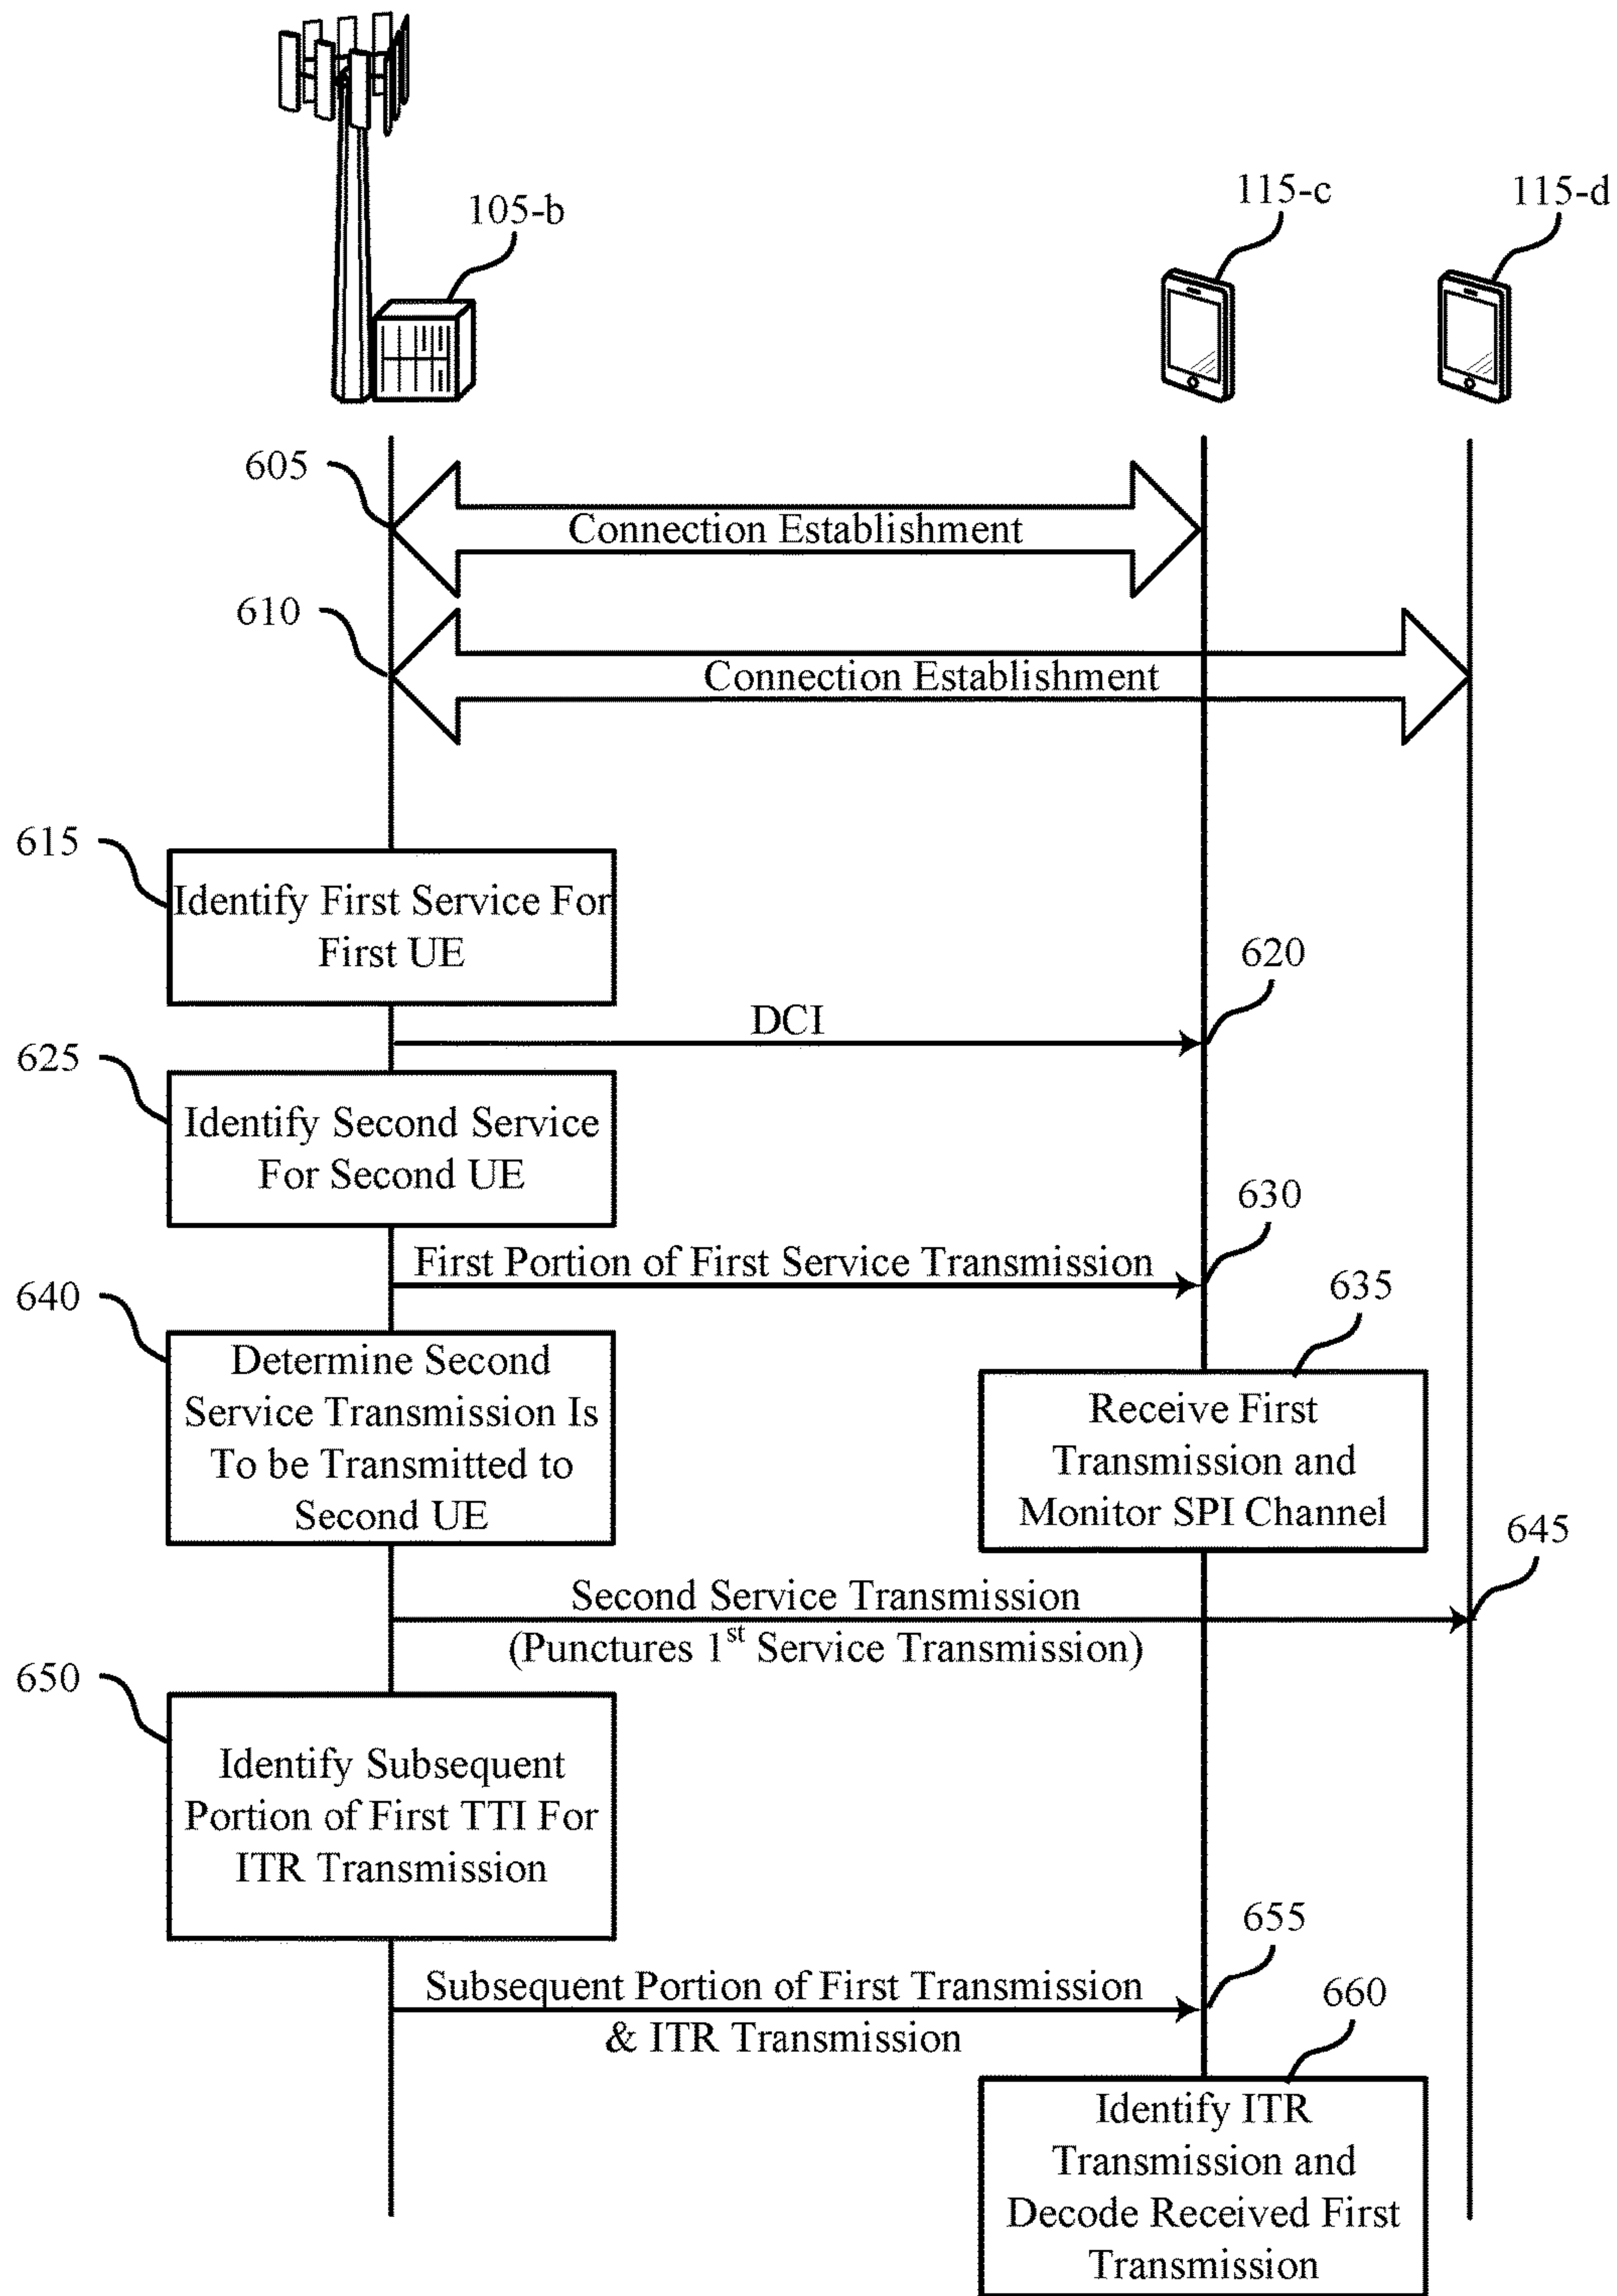 105-b
115-c
115-d
605
Connection Establishment
610
Connection Establishment
615
Identify First Service For
First UE
620
DCI
625
Identify Second Service
For Second UE
630
First Portion of First Service Transmission
635
640
Determine Second
Service Transmission Is
To be Transmitted to
Second UE
Receive First
Transmission and
Monitor SPI Channel
645
Second Service Transmission
(Punctures 1st Service Transmission)
650
Identify Subsequent
Portion of First TTI For
ITR Transmission
655
Subsequent Portion of First Transmission
& ITR Transmission
660
Identify ITR
Transmission and
Decode Received First
Transmission